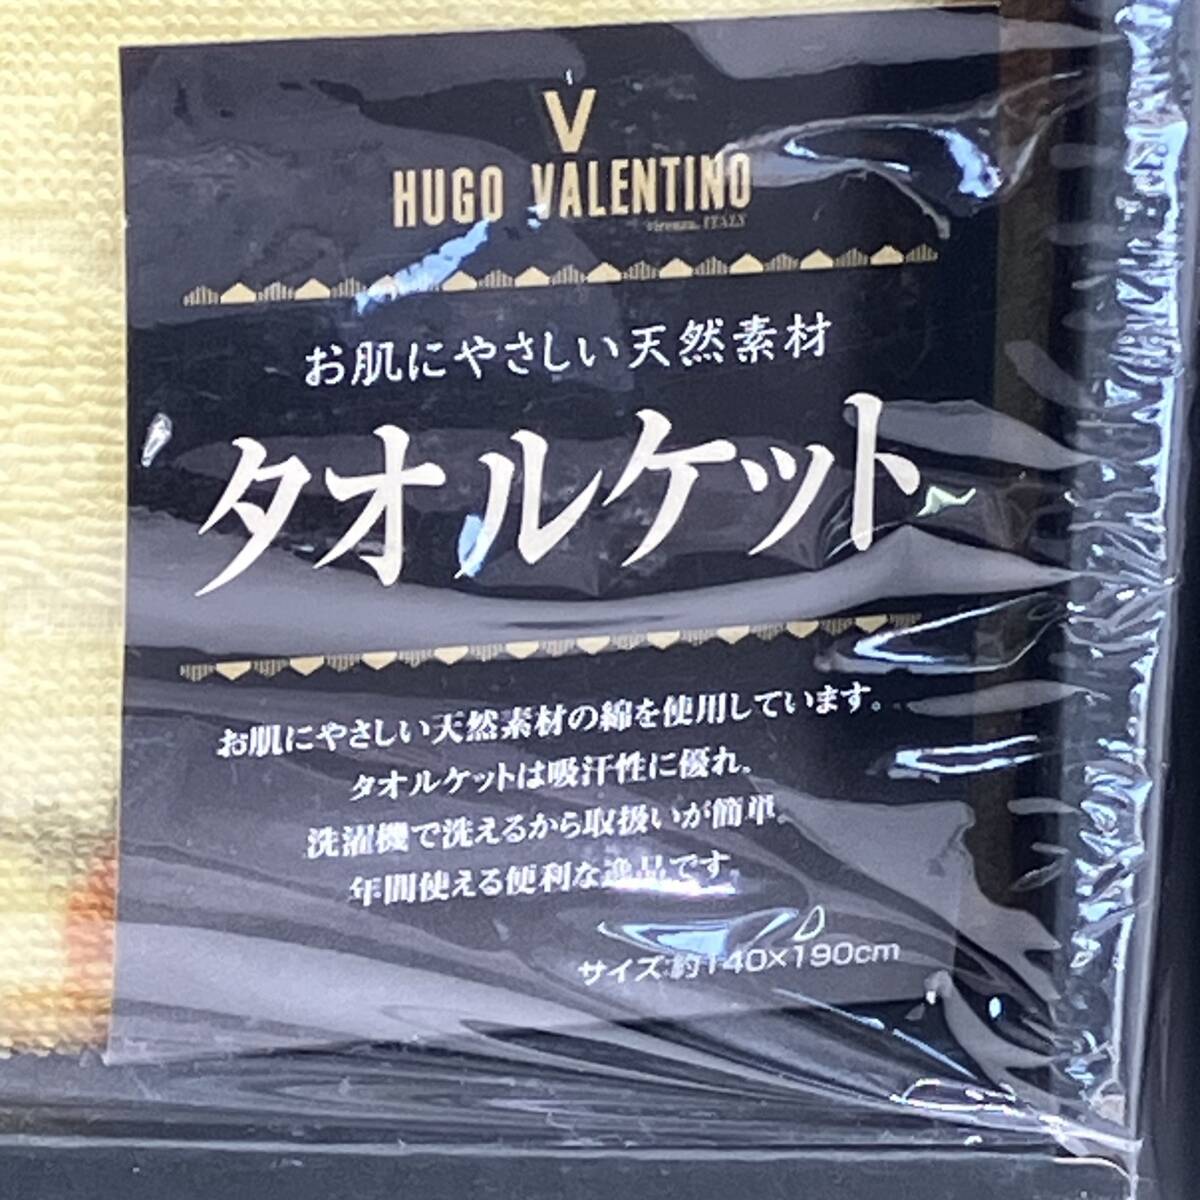 V
HUGO VALENTINO
Firenze. ITALY
お肌にやさしい天然素材
タオルケット
お肌にやさしい天然素材の綿を使用しています。
タオルケットは吸汗性に優れ、
洗濯機で洗えるから取扱いが簡単。
年間使える便利な逸品です。
サイズ:約140×190cm